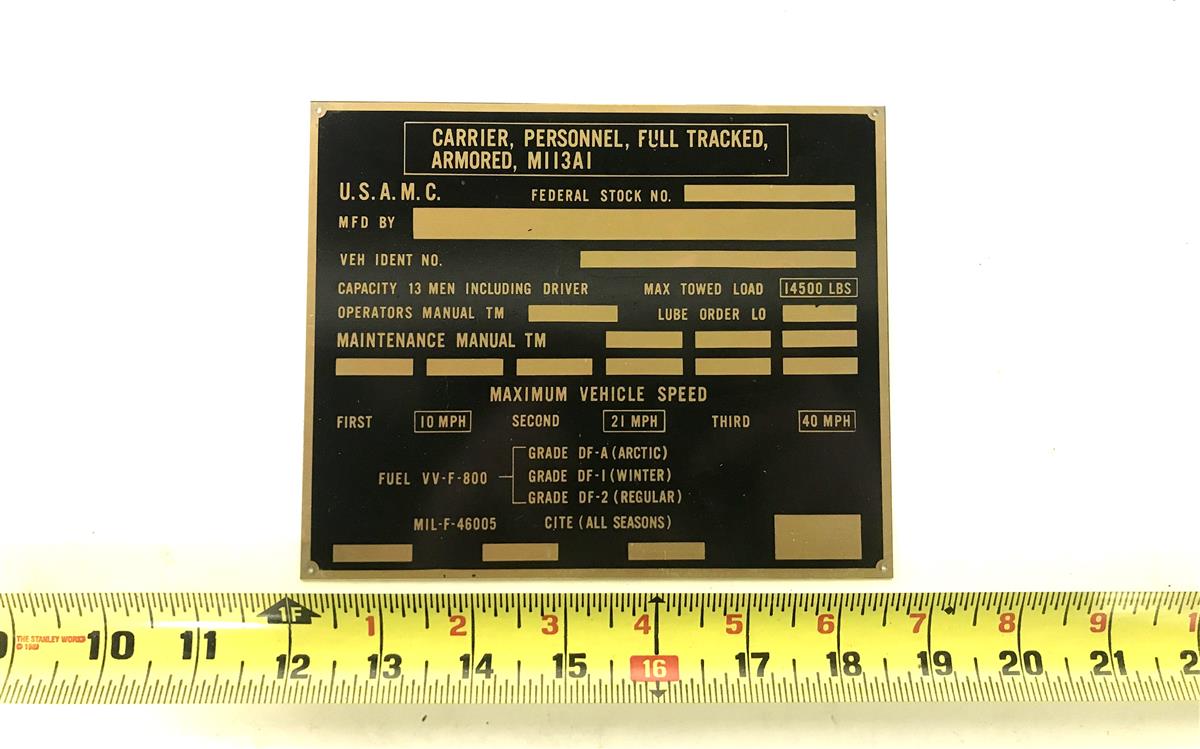 CARRIER, PERSONNEL, FULL TRACKED,
ARMORED, M113A1
U.S.A.M.C. FEDERAL STOCK NO.
MFD BY
VEH IDENT NO.
CAPACITY 13 MEN INCLUDING DRIVER MAX TOWED LOAD 14500 LBS
OPERATORS MANUAL TM LUBE ORDER LO
MAINTENANCE MANUAL TM
MAXIMUM VEHICLE SPEED
FIRST 10 MPH SECOND 21 MPH THIRD 40 MPH
GRADE DF-A (ARCTIC)
FUEL VV-F-800 GRADE DF-1 (WINTER)
GRADE DF-2 (REGULAR)
MIL-F-46005 CITE (ALL SEASONS)
1F 1 2 3 4 5 6 7 8 9
THE STANLEY WORKS
10 11 12 13 14 15 16 17 18 19 20 21